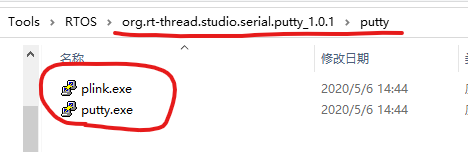 Tools > RTOS > org.rt-thread.studio.serial.putty_1.0.1 > putty
名称 修改日期
plink.exe 2020/5/6 14:44
putty.exe 2020/5/6 14:44